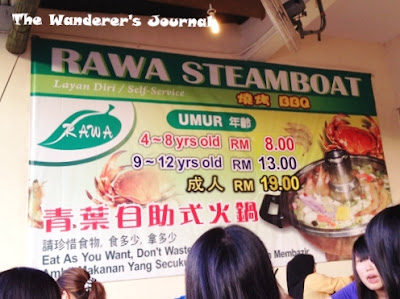 The Wanderer's Journal
RAWA STEAMBOAT
Layan Diri / Self-Service
燒烤 BBQ
RAWA
UMUR 年齡
4~8 yrs old RM 8.00
9~12 yrs old RM 13.00
成人 RM 19.00
青葉自助式火鍋
請珍惜食物, 食多少, 拿多少
Eat As You Want, Don't Waste
Makanan Yang Membazir